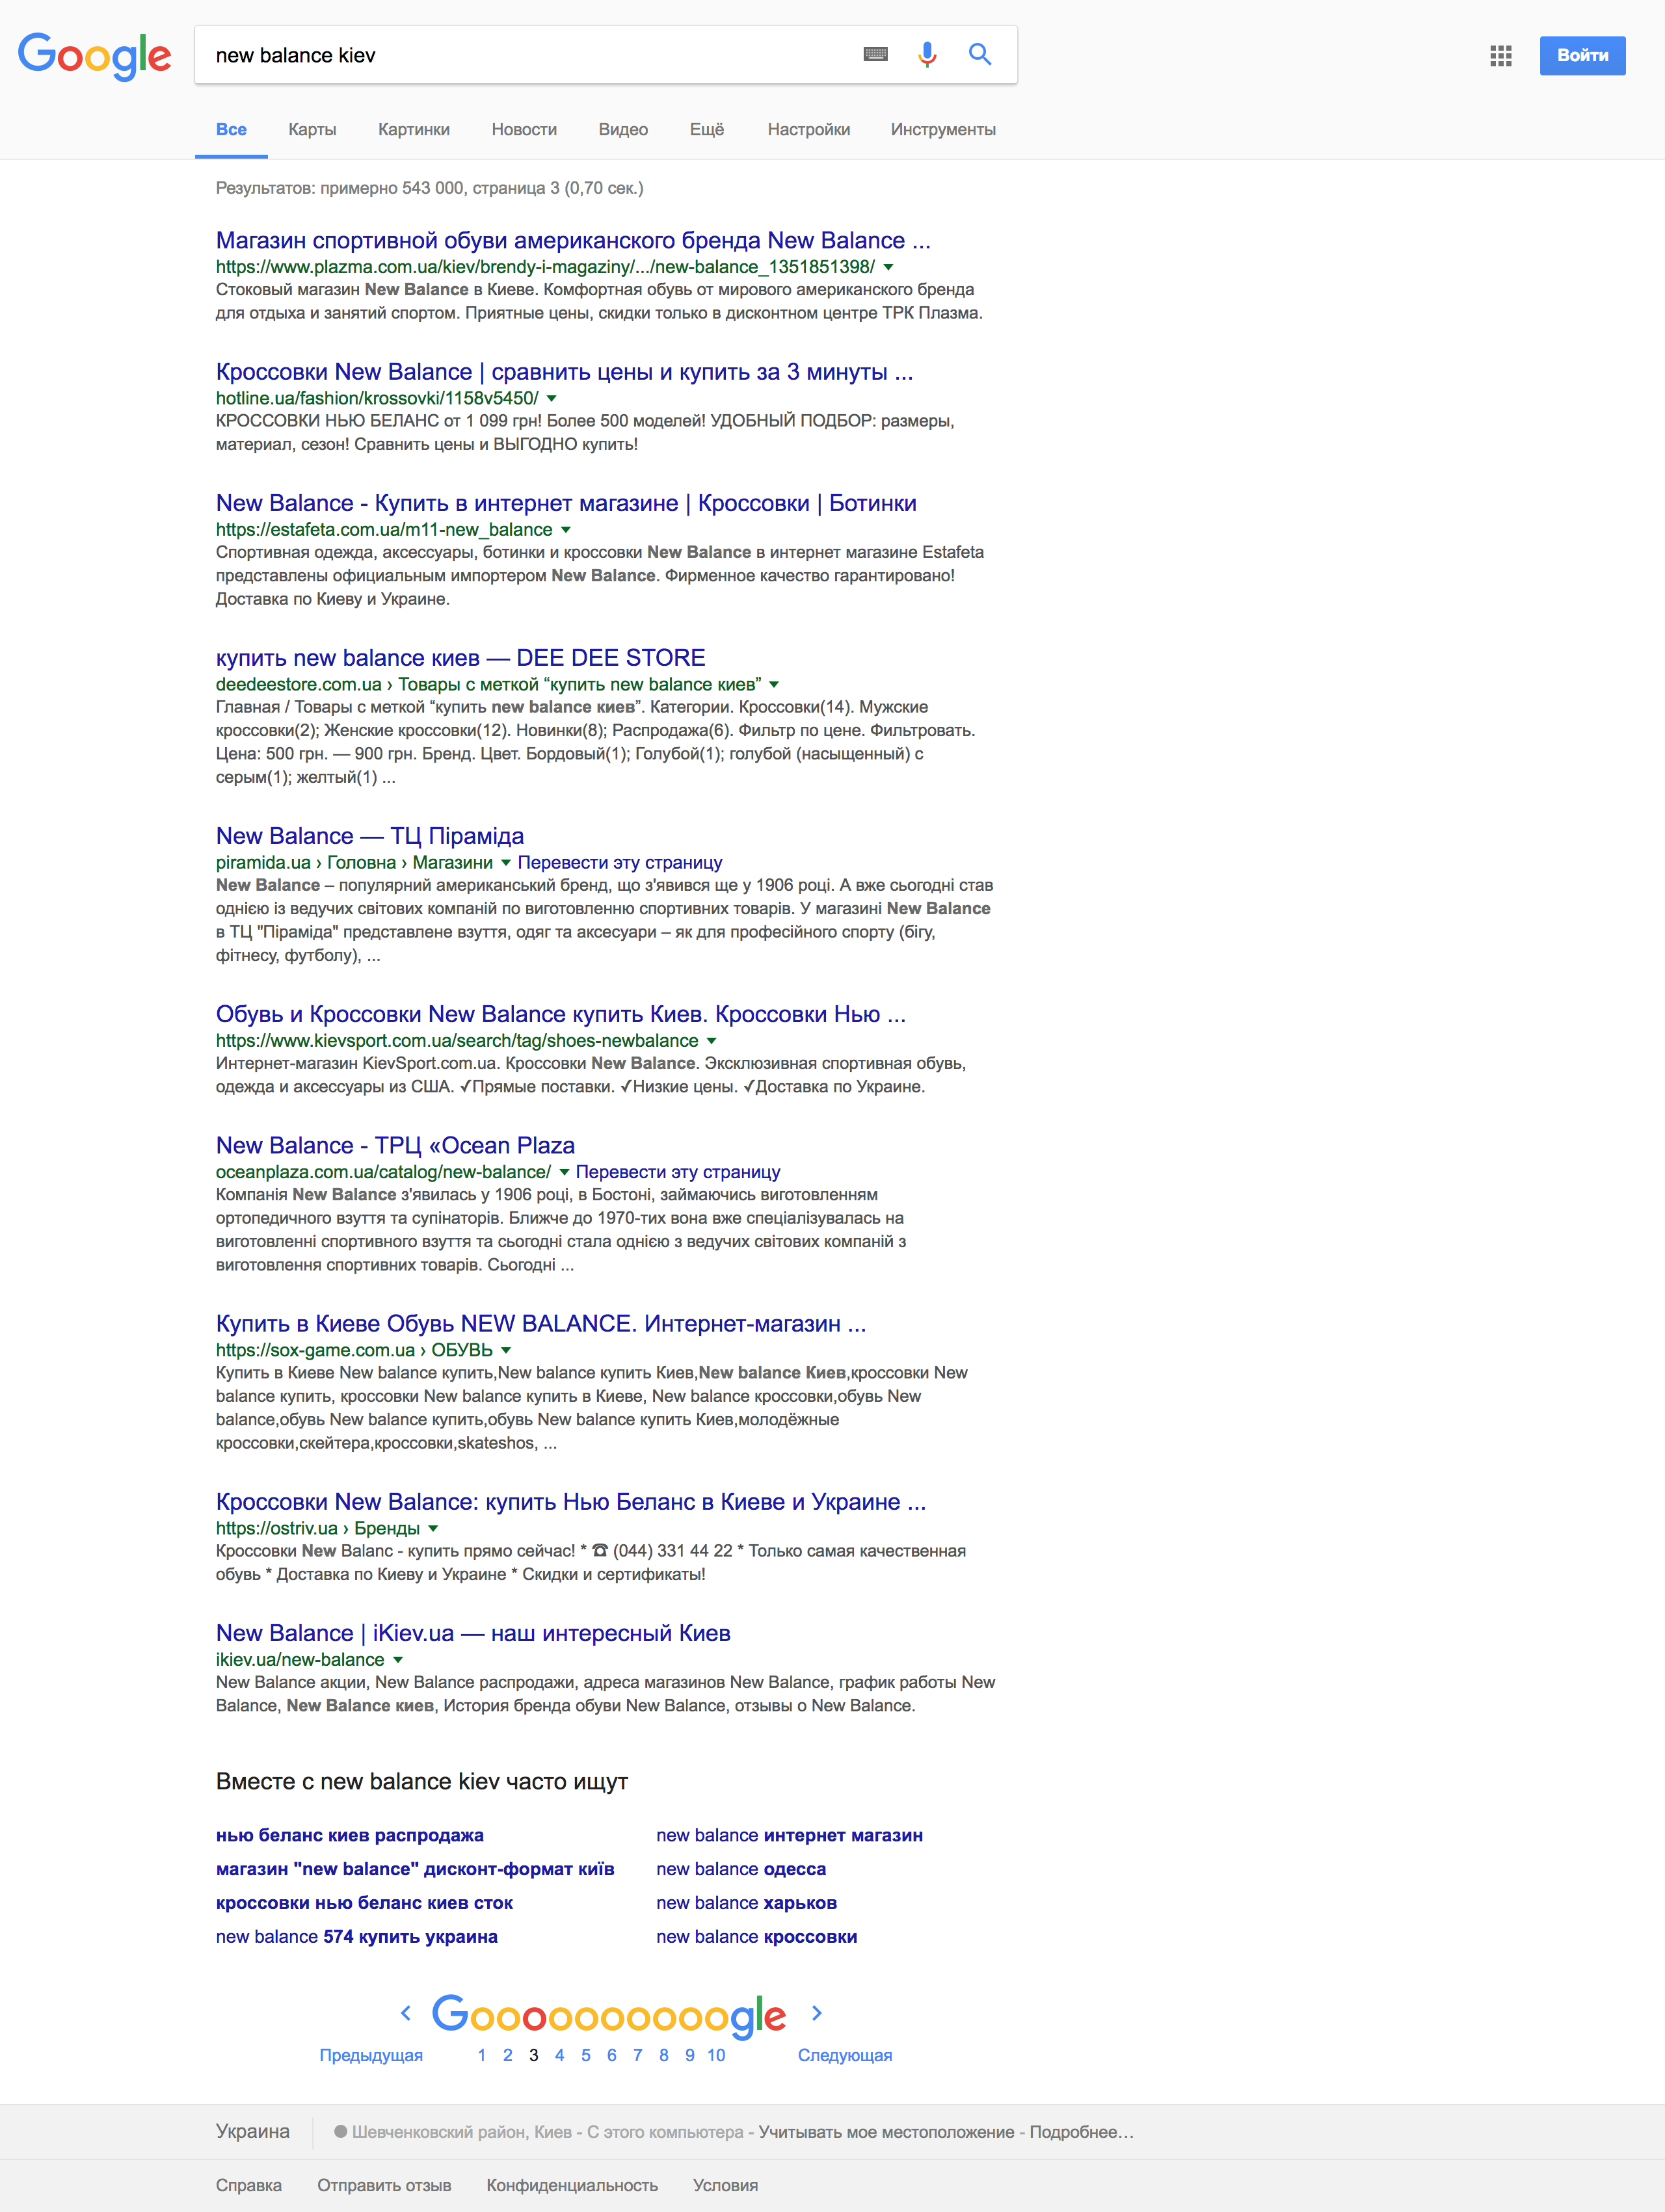 Google
new balance kiev
Войти
Все Карты Картинки Новости Видео Ещё Настройки Инструменты
Результатов: примерно 543 000, страница 3 (0,70 сек.)
Магазин спортивной обуви американского бренда New Balance ...
https://www.plazma.com.ua/kiev/brendy-i-magaziny/.../new-balance_1351851398/
Стоковый магазин New Balance в Киеве. Комфортная обувь от мирового американского бренда
для отдыха и занятий спортом. Приятные цены, скидки только в дисконтном центре ТРК Плазма.
Кроссовки New Balance | сравнить цены и купить за 3 минуты ...
hotline.ua/fashion/krossovki/1158v5450/
КРОССОВКИ НЬЮ БЕЛАНС от 1 099 грн! Более 500 моделей! УДОБНЫЙ ПОДБОР: размеры,
материал, сезон! Сравнить цены и ВЫГОДНО купить!
New Balance - Купить в интернет магазине | Кроссовки | Ботинки
https://estafeta.com.ua/m11-new_balance
Спортивная одежда, аксессуары, ботинки и кроссовки New Balance в интернет магазине Estafeta
представлены официальным импортером New Balance. Фирменное качество гарантировано!
Доставка по Киеву и Украине.
купить new balance киев — DEE DEE STORE
deedeestore.com.ua › Товары с меткой “купить new balance киев”
Главная / Товары с меткой “купить new balance киев”. Категории. Кроссовки(14). Мужские
кроссовки(2); Женские кроссовки(12). Новинки(8); Распродажа(6). Фильтр по цене. Фильтровать.
Цена: 500 грн. — 900 грн. Бренд. Цвет. Бордовый(1); Голубой(1); голубой (насыщенный) с
серым(1); желтый(1) ...
New Balance — ТЦ Піраміда
piramida.ua › Головна › Магазини Перевести эту страницу
New Balance – популярний американський бренд, що з'явився ще у 1906 році. А вже сьогодні став
однією із ведучих світових компаній по виготовленню спортивних товарів. У магазині New Balance
в ТЦ "Піраміда" представлене взуття, одяг та аксесуари – як для професійного спорту (бігу,
фітнесу, футболу), ...
Обувь и Кроссовки New Balance купить Киев. Кроссовки Нью ...
https://www.kievsport.com.ua/search/tag/shoes-newbalance
Интернет-магазин KievSport.com.ua. Кроссовки New Balance. Эксклюзивная спортивная обувь,
одежда и аксессуары из США. ✓Прямые поставки. ✓Низкие цены. ✓Доставка по Украине.
New Balance - ТРЦ «Ocean Plaza
oceanplaza.com.ua/catalog/new-balance/ Перевести эту страницу
Компанія New Balance з'явилась у 1906 році, в Бостоні, займаючись виготовленням
ортопедичного взуття та супінаторів. Ближче до 1970-тих вона вже спеціалізувалась на
виготовленні спортивного взуття та сьогодні стала однією з ведучих світових компаній з
виготовлення спортивних товарів. Сьогодні ...
Купить в Киеве Обувь NEW BALANCE. Интернет-магазин ...
https://sox-game.com.ua › ОБУВЬ
Купить в Киеве New balance купить,New balance купить Киев,New balance Киев,кроссовки New
balance купить, кроссовки New balance купить в Киеве, New balance кроссовки,обувь New
balance,обувь New balance купить,обувь New balance купить Киев,молодёжные
кроссовки,скейтера,кроссовки,skateshos, ...
Кроссовки New Balance: купить Нью Беланс в Киеве и Украине ...
https://ostriv.ua › Бренды
Кроссовки New Balanc - купить прямо сейчас! * ☎ (044) 331 44 22 * Только самая качественная
обувь * Доставка по Киеву и Украине * Скидки и сертификаты!
New Balance | iKiev.ua — наш интересный Киев
ikiev.ua/new-balance
New Balance акции, New Balance распродажи, адреса магазинов New Balance, график работы New
Balance, New Balance киев, История бренда обуви New Balance, отзывы о New Balance.
Вместе с new balance kiev часто ищут
нью беланс киев распродажа new balance интернет магазин
магазин "new balance" дисконт-формат київ new balance одесса
кроссовки нью беланс киев сток new balance харьков
new balance 574 купить украина new balance кроссовки
Goooooooooogle
Предыдущая 1 2 3 4 5 6 7 8 9 10 Следующая
Украина Шевченковский район, Киев - С этого компьютера - Учитывать мое местоположение - Подробнее…
Справка Отправить отзыв Конфиденциальность Условия